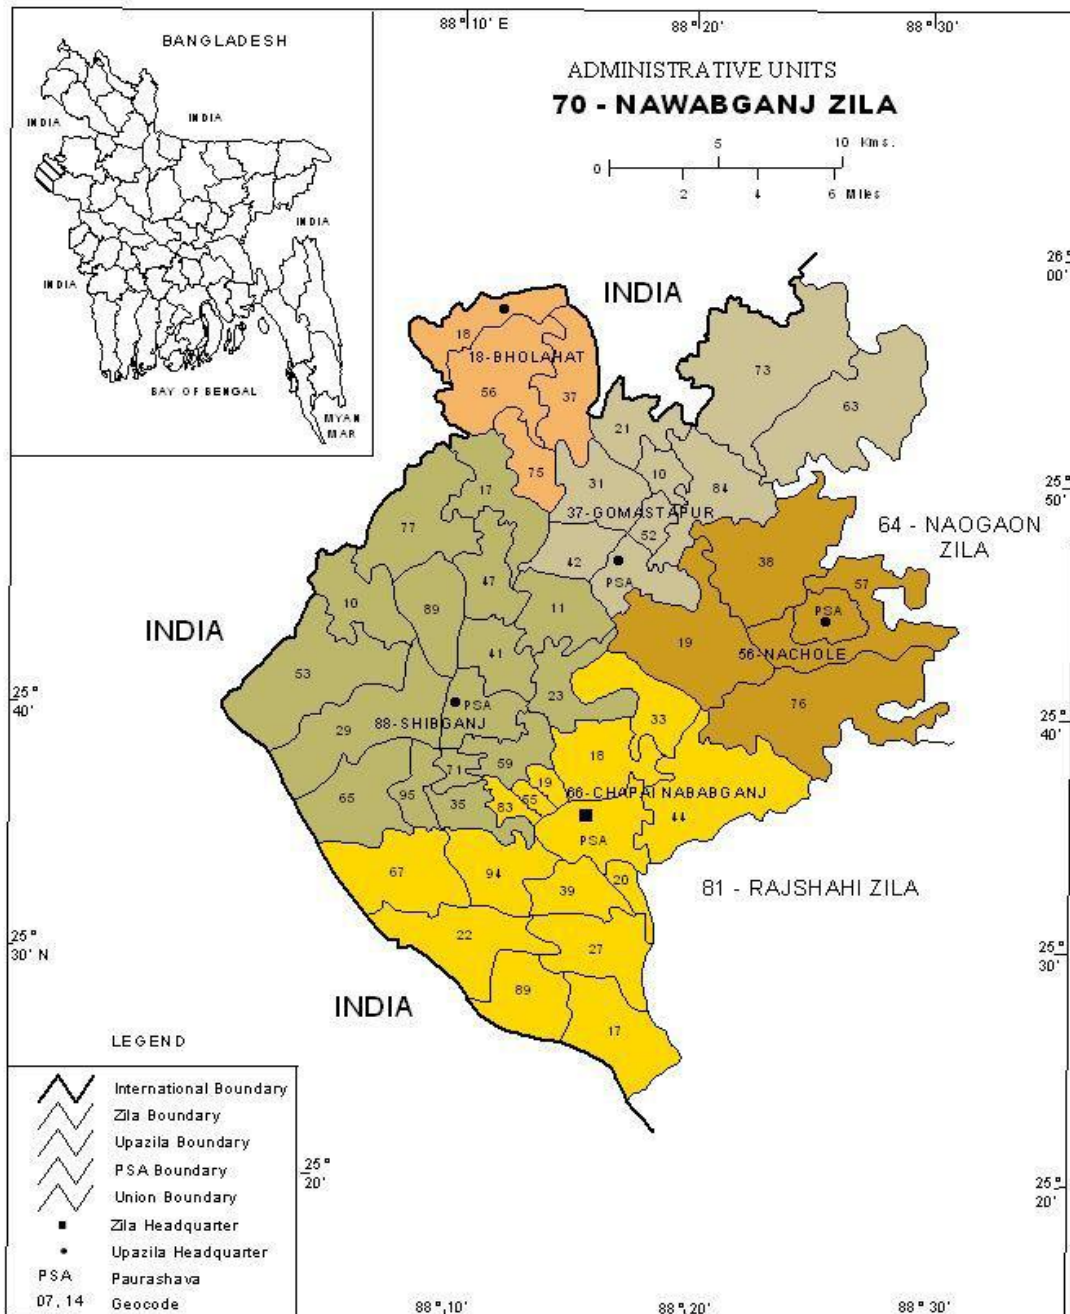 88° 10' E
88° 20'
88° 30'
BANGLADESH
INDIA
INDIA
INDIA
INDIA
BAY OF BENGAL
MYAN
MAR
ADMINISTRATIVE UNITS
70 - NAWABGANJ ZILA
0 5 10 Kms.
2 4 6 Miles
26°
00'
INDIA
18
18-BHOLAHAT
56
37
75
73
63
21
31
10
84
37-GOMASTAPUR
52
42
PSA
25°
50'
64 - NAOGAON
ZILA
17
77
47
10
89
11
41
53
23
PSA
88-SHIBGANJ
29
71
59
65
95
35
INDIA
38
57
PSA
19
56-NACHOLE
76
25°
40'
25°
40'
33
18
19
55
83
66-CHAPAI NABABGANJ
44
PSA
67
94
39
20
22
27
89
17
81 - RAJSHAHI ZILA
25°
30' N
25°
30'
INDIA
LEGEND
International Boundary
Zila Boundary
Upazila Boundary
PSA Boundary
Union Boundary
Zila Headquarter
Upazila Headquarter
PSA Paurashava
07, 14 Geocode
25°
20'
25°
20'
88° 10'
88° 20'
88° 30'